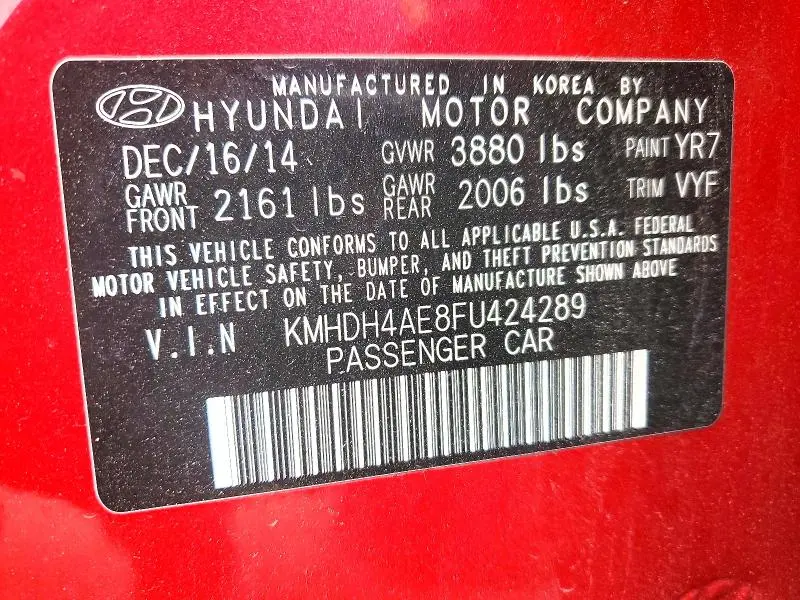 MANUFACTURED IN KOREA BY
HYUNDAI MOTOR COMPANY
DEC/16/14 GVWR 3880 lbs PAINT YR7
GAWR FRONT 2161 lbs GAWR REAR 2006 lbs TRIM VYF
THIS VEHICLE CONFORMS TO ALL APPLICABLE U.S.A. FEDERAL
MOTOR VEHICLE SAFETY, BUMPER, AND THEFT PREVENTION STANDARDS
IN EFFECT ON THE DATE OF MANUFACTURE SHOWN ABOVE
V.I.N KMHDH4AE8FU424289
PASSENGER CAR